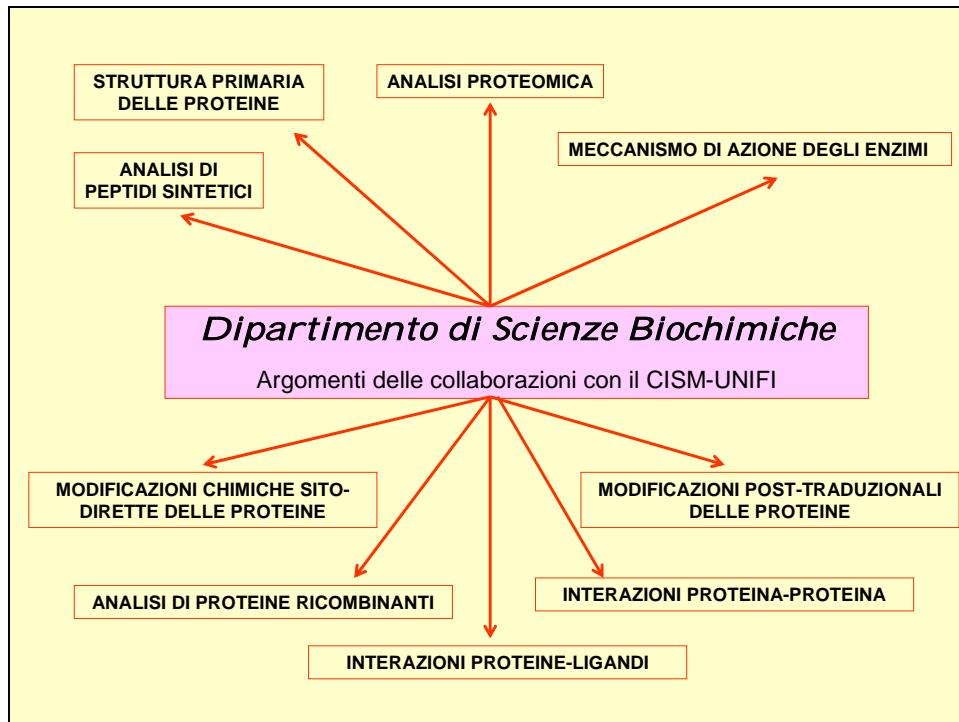 STRUTTURA PRIMARIA
DELLE PROTEINE
ANALISI PROTEOMICA
MECCANISMO DI AZIONE DEGLI ENZIMI
ANALISI DI
PEPTIDI SINTETICI
Dipartimento di Scienze Biochimiche
Argomenti delle collaborazioni con il CISM-UNIFI
MODIFICAZIONI CHIMICHE SITO-
DIRETTE DELLE PROTEINE
MODIFICAZIONI POST-TRADUZIONALI
DELLE PROTEINE
ANALISI DI PROTEINE RICOMBINANTI
INTERAZIONI PROTEINA-PROTEINA
INTERAZIONI PROTEINE-LIGANDI